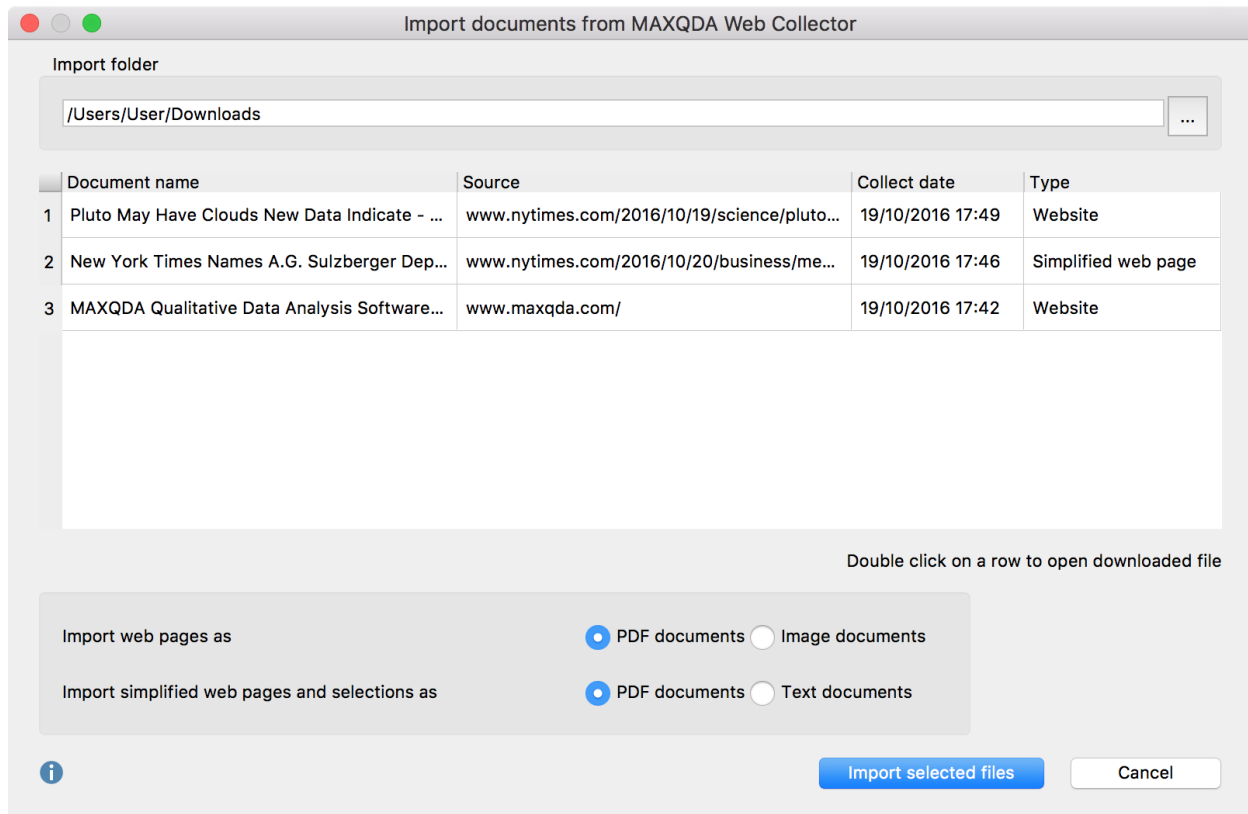 Import documents from MAXQDA Web Collector
Import folder
/Users/User/Downloads
...
Document name Source Collect date Type
1 Pluto May Have Clouds New Data Indicate - ... www.nytimes.com/2016/10/19/science/pluto... 19/10/2016 17:49 Website
2 New York Times Names A.G. Sulzberger Dep... www.nytimes.com/2016/10/20/business/me... 19/10/2016 17:46 Simplified web page
3 MAXQDA Qualitative Data Analysis Software... www.maxqda.com/ 19/10/2016 17:42 Website
Double click on a row to open downloaded file
Import web pages as PDF documents Image documents
Import simplified web pages and selections as PDF documents Text documents
i
Import selected files Cancel